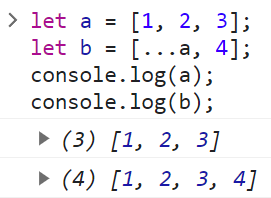 > let a = [1, 2, 3];
let b = [...a, 4];
console.log(a);
console.log(b);
▶ (3) [1, 2, 3]
▶ (4) [1, 2, 3, 4]